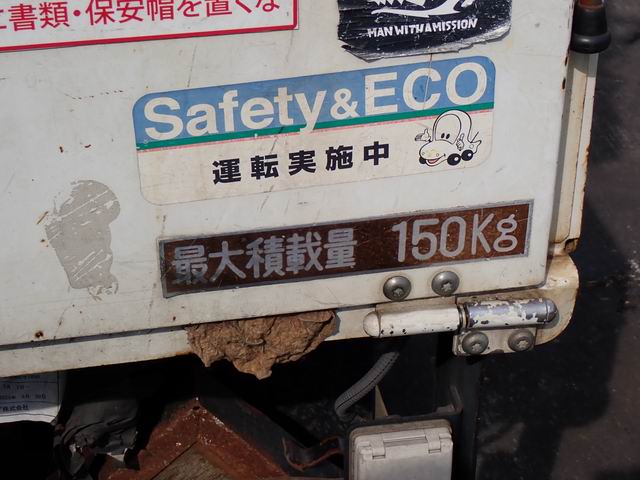 書類・保安帽を置くな
MAN WITH A MISSION
Safety&ECO
運転実施中
最大積載量 150Kg